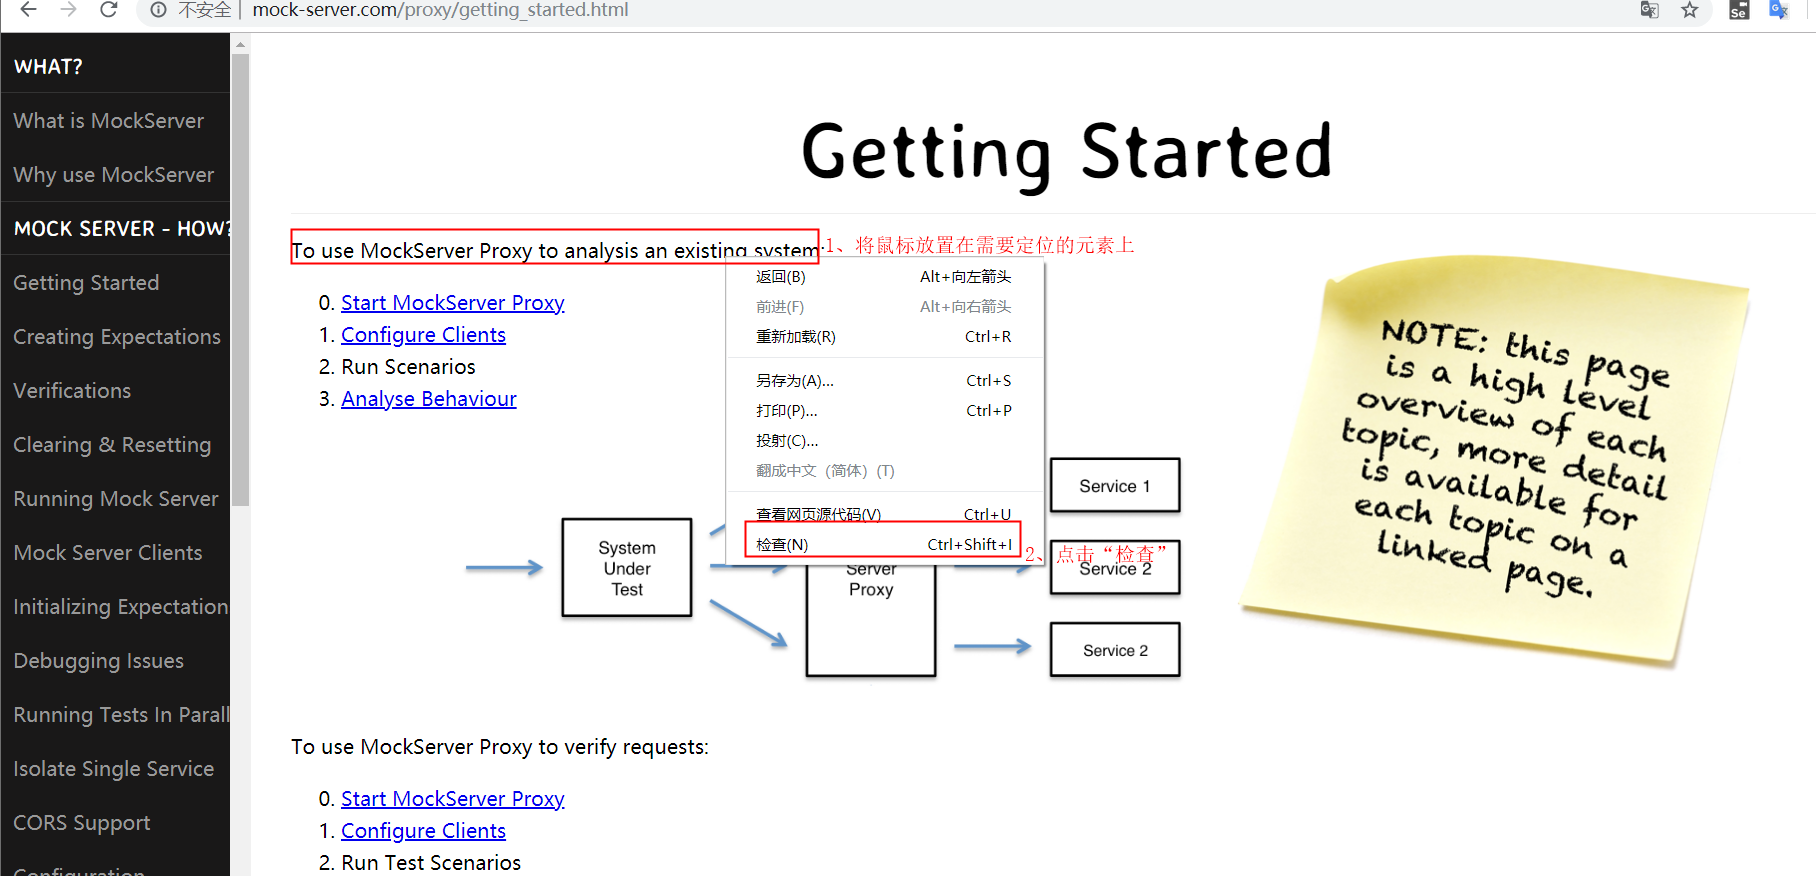 不安全 | mock-server.com/proxy/getting_started.html
Se
WHAT?
What is MockServer
Why use MockServer
MOCK SERVER - HOW?
Getting Started
Creating Expectations
Verifications
Clearing & Resetting
Running Mock Server
Mock Server Clients
Initializing Expectation
Debugging Issues
Running Tests In Parall
Isolate Single Service
CORS Support
Configuration
Getting Started
To use MockServer Proxy to analysis an existing system:
1、将鼠标放置在需要定位的元素上
0. Start MockServer Proxy
1. Configure Clients
2. Run Scenarios
3. Analyse Behaviour
返回(B) Alt+向左箭头
前进(F) Alt+向右箭头
重新加载(R) Ctrl+R
另存为(A)... Ctrl+S
打印(P)... Ctrl+P
投射(C)...
翻成中文（简体）(T)
查看网页源代码(V) Ctrl+U
检查(N) Ctrl+Shift+I
2、点击“检查”
System
Under
Test
Server
Proxy
Service 1
Service 2
Service 2
NOTE: this page
is a high level
overview of each
topic, more detail
is available for
each topic on a
linked page.
To use MockServer Proxy to verify requests:
0. Start MockServer Proxy
1. Configure Clients
2. Run Test Scenarios